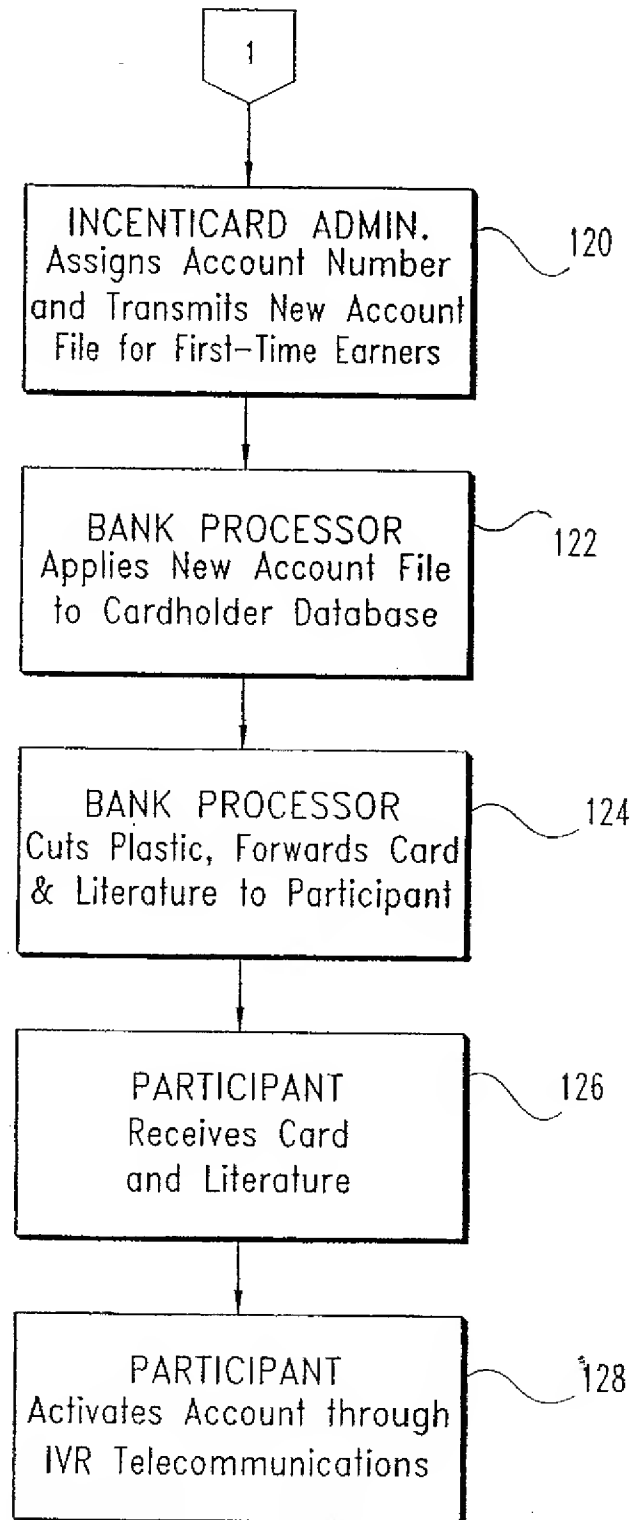 1
INCENTICARD ADMIN.
Assigns Account Number
and Transmits New Account
File for First-Time Earners
120
BANK PROCESSOR
Applies New Account File
to Cardholder Database
122
BANK PROCESSOR
Cuts Plastic, Forwards Card
& Literature to Participant
124
PARTICIPANT
Receives Card
and Literature
126
PARTICIPANT
Activates Account through
IVR Telecommunications
128